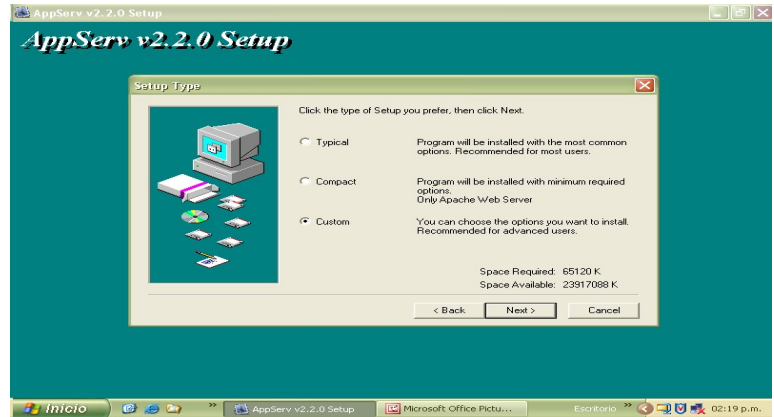 AppServ v2.2.0 Setup
AppServ v2.2.0 Setup
Setup Type
Click the type of Setup you prefer, then click Next.
Typical
Program will be installed with the most common
options. Recommended for most users.
Compact
Program will be installed with minimum required
options.
Only Apache Web Server
Custom
You can choose the options you want to install.
Recommended for advanced users.
Space Required: 65120 K
Space Available: 23917088 K
< Back
Next >
Cancel
Inicio
»
AppServ v2.2.0 Setup
Microsoft Office Pictu...
Escritorio »
02:19 p.m.